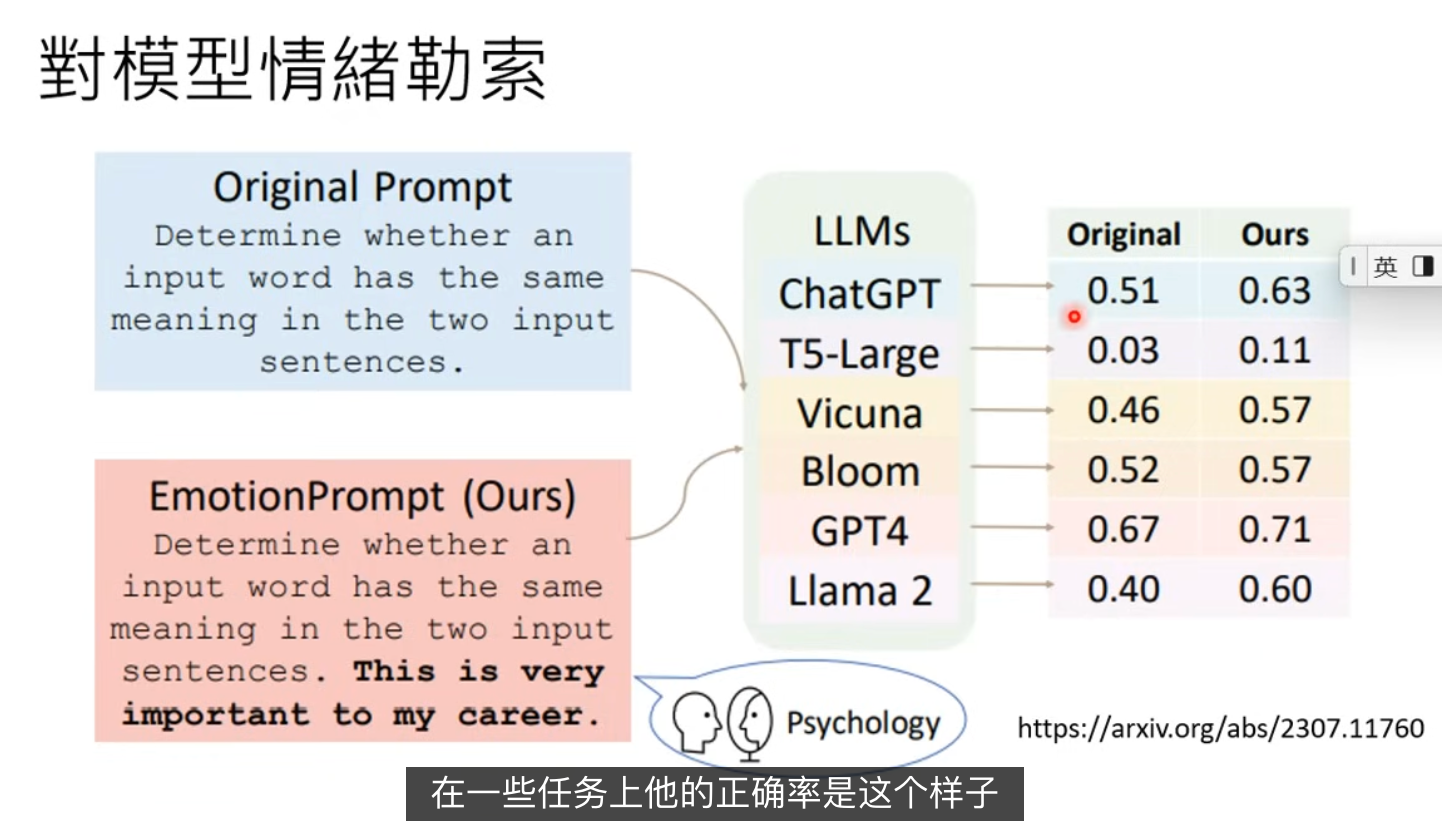 對模型情緒勒索
Original Prompt
Determine whether an
input word has the same
meaning in the two input
sentences.
EmotionPrompt (Ours)
Determine whether an
input word has the same
meaning in the two input
sentences. This is very
important to my career.
LLMs
ChatGPT
T5-Large
Vicuna
Bloom
GPT4
Llama 2
Original Ours
0.51 0.63
0.03 0.11
0.46 0.57
0.52 0.57
0.67 0.71
0.40 0.60
英
Psychology
https://arxiv.org/abs/2307.11760
在一些任务上他的正确率是这个样子